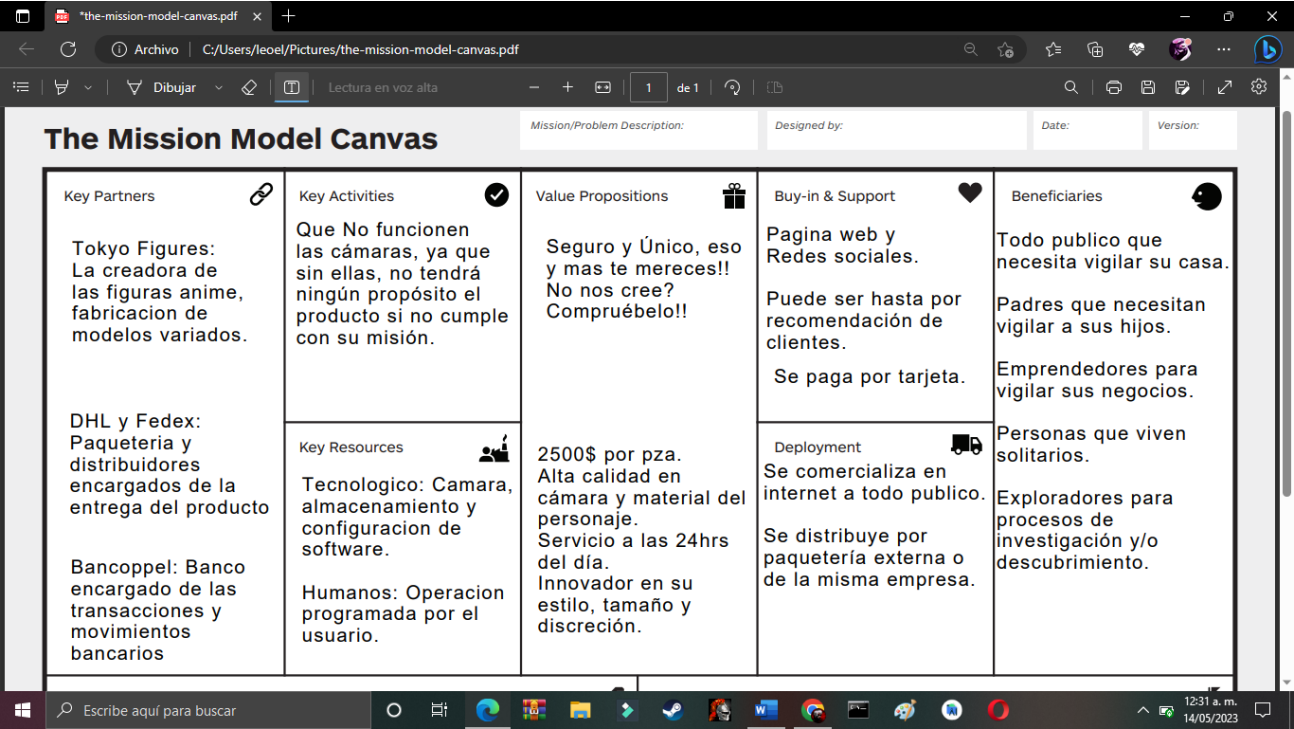 *the-mission-model-canvas.pdf
Archivo
C:/Users/leoel/Pictures/the-mission-model-canvas.pdf
Dibujar
Lectura en voz alta
1
de 1
The Mission Model Canvas
Mission/Problem Description:
Designed by:
Date:
Version:
Key Partners
Tokyo Figures:
La creadora de
las figuras anime,
fabricacion de
modelos variados.
DHL y Fedex:
Paqueteria y
distribuidores
encargados de la
entrega del producto
Bancoppel: Banco
encargado de las
transacciones y
movimientos
bancarios
Key Activities
Que No funcionen
las cámaras, ya que
sin ellas, no tendrá
ningún propósito el
producto si no cumple
con su misión.
Key Resources
Tecnologico: Camara,
almacenamiento y
configuracion de
software.
Humanos: Operacion
programada por el
usuario.
Value Propositions
Seguro y Único, eso
y mas te mereces!!
No nos cree?
Compruébelo!!
2500$ por pza.
Alta calidad en
cámara y material del
personaje.
Servicio a las 24hrs
del día.
Innovador en su
estilo, tamaño y
discreción.
Buy-in & Support
Pagina web y
Redes sociales.
Puede ser hasta por
recomendación de
clientes.
Se paga por tarjeta.
Deployment
Se comercializa en
internet a todo publico.
Se distribuye por
paquetería externa o
de la misma empresa.
Beneficiaries
Todo publico que
necesita vigilar su casa.
Padres que necesitan
vigilar a sus hijos.
Emprendedores para
vigilar sus negocios.
Personas que viven
solitarios.
Exploradores para
procesos de
investigación y/o
descubrimiento.
Escribe aquí para buscar
12:31 a. m.
14/05/2023